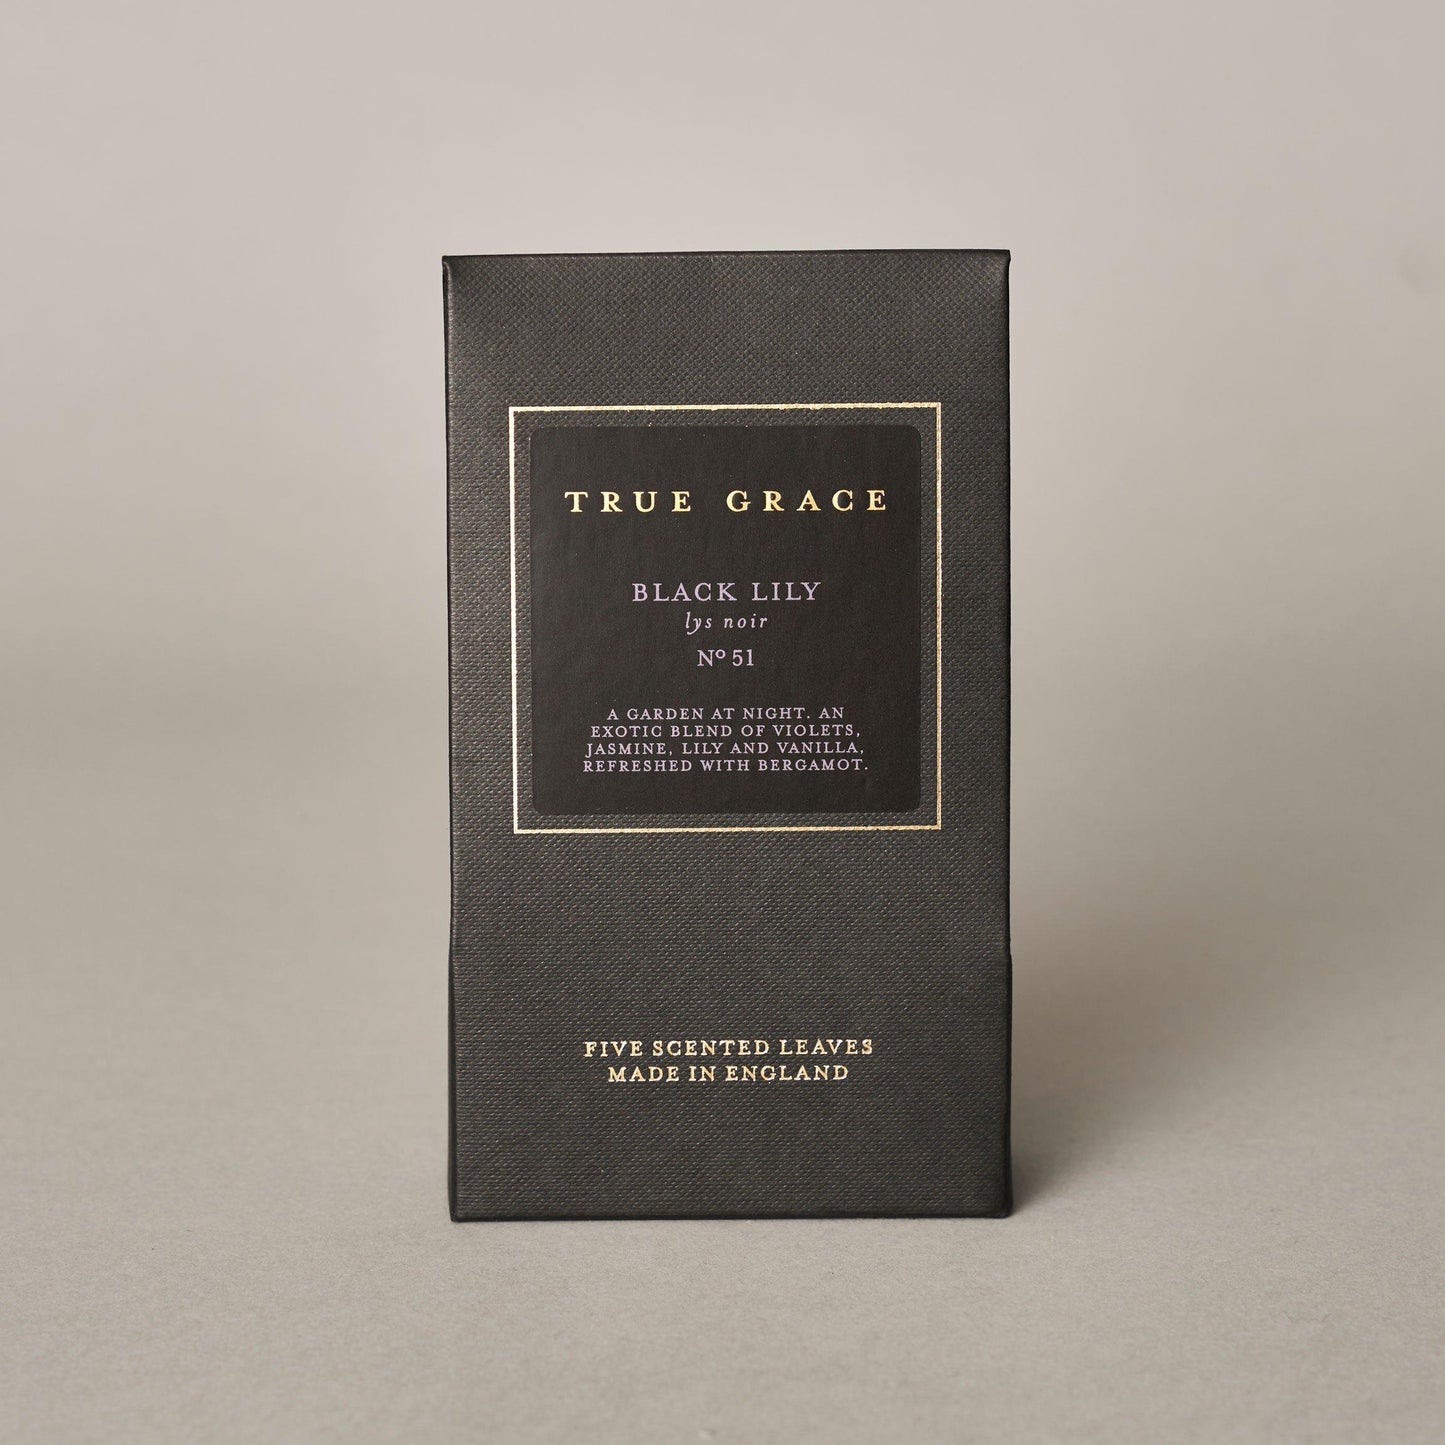 TRUE GRACE
BLACK LILY
lys noir
Nº 51
A GARDEN AT NIGHT. AN
EXOTIC BLEND OF VIOLETS,
JASMINE, LILY AND VANILLA,
REFRESHED WITH BERGAMOT.
FIVE SCENTED LEAVES
MADE IN ENGLAND